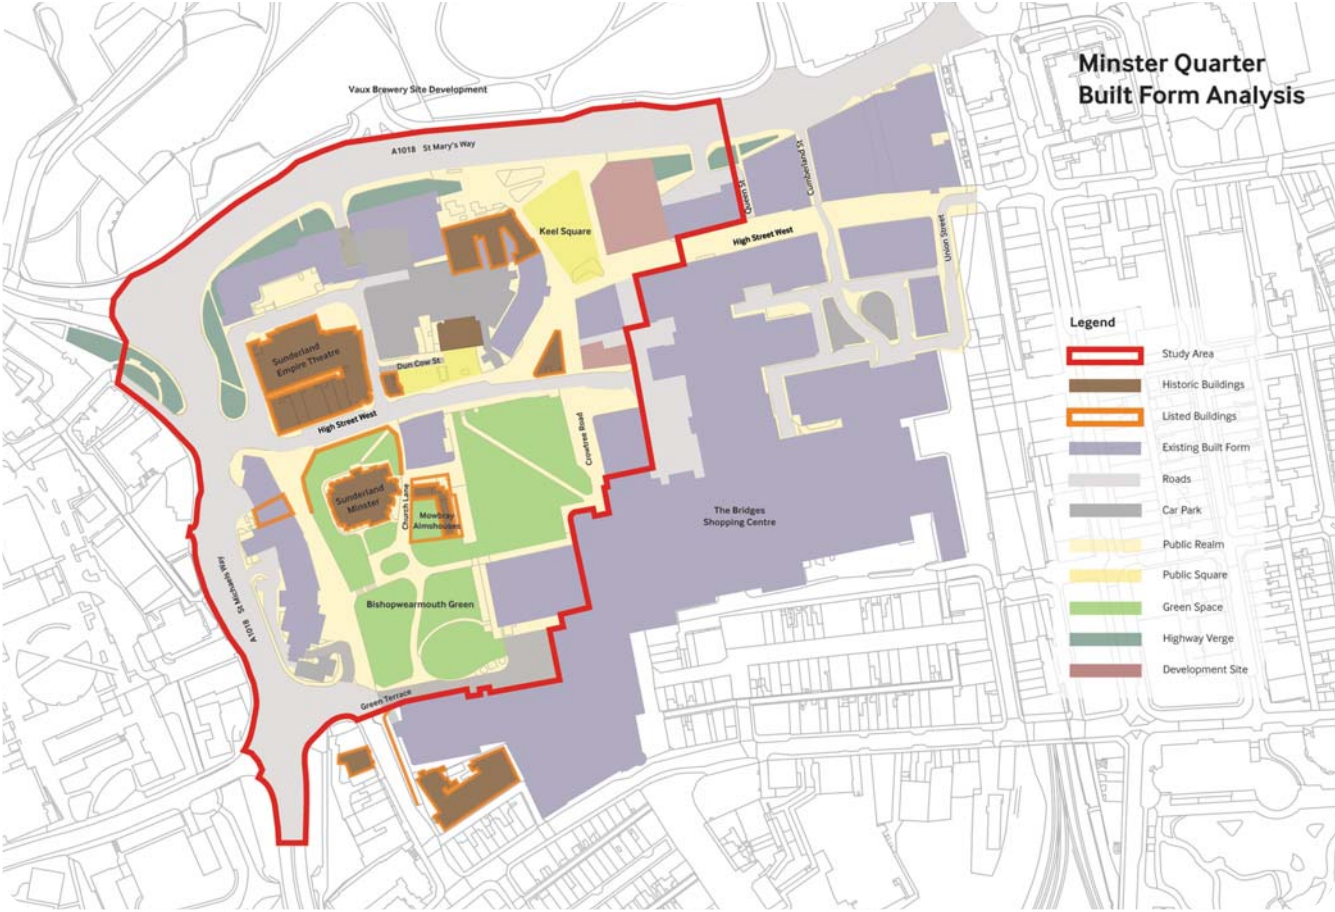 Minster Quarter
Built Form Analysis
Vaux Brewery Site Development
A1018 St Mary's Way
Cumberland St
Queen St
Keel Square
High Street West
Union Street
Sunderland
Empire Theatre
Dun Cow St
High Street West
Crowtree Road
Sunderland
Minster
Church Lane
Mowbray
Almshouses
The Bridges
Shopping Centre
A1018 St Michaels Way
Bishopwearmouth Green
Green Terrace
Legend
Study Area
Historic Buildings
Listed Buildings
Existing Built Form
Roads
Car Park
Public Realm
Public Square
Green Space
Highway Verge
Development Site